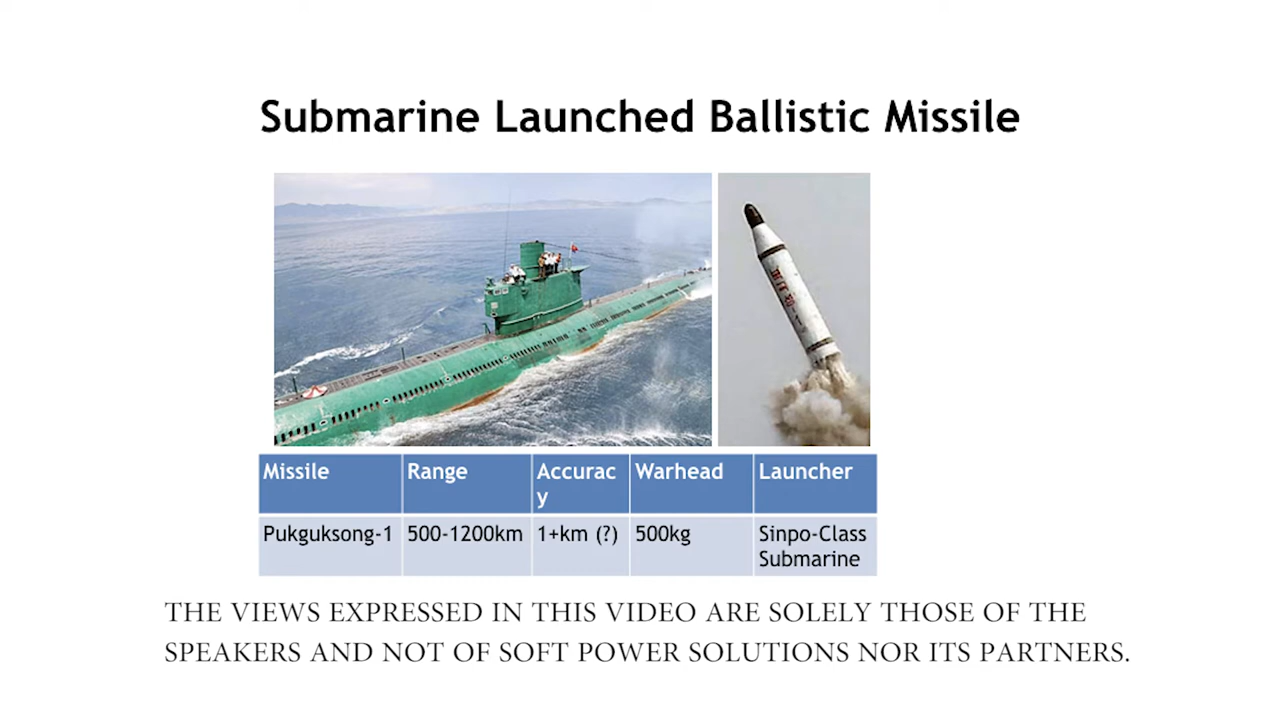 Submarine Launched Ballistic Missile
Missile Range Accurac Warhead Launcher
y
Pukguksong-1 500-1200km 1+km (?) 500kg Sinpo-Class
Submarine
THE VIEWS EXPRESSED IN THIS VIDEO ARE SOLELY THOSE OF THE
SPEAKERS AND NOT OF SOFT POWER SOLUTIONS NOR ITS PARTNERS.